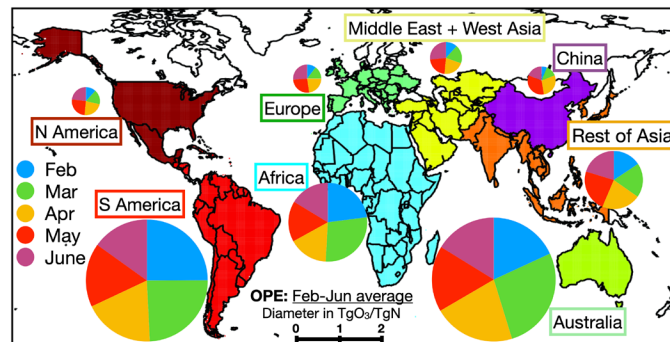 Middle East + West Asia
China
Europe
N America
Rest of Asia
Feb
Mar
Apr
May
June
Africa
S America
OPE: Feb-Jun average
Diameter in TgO3/TgN
0 1 2
Australia